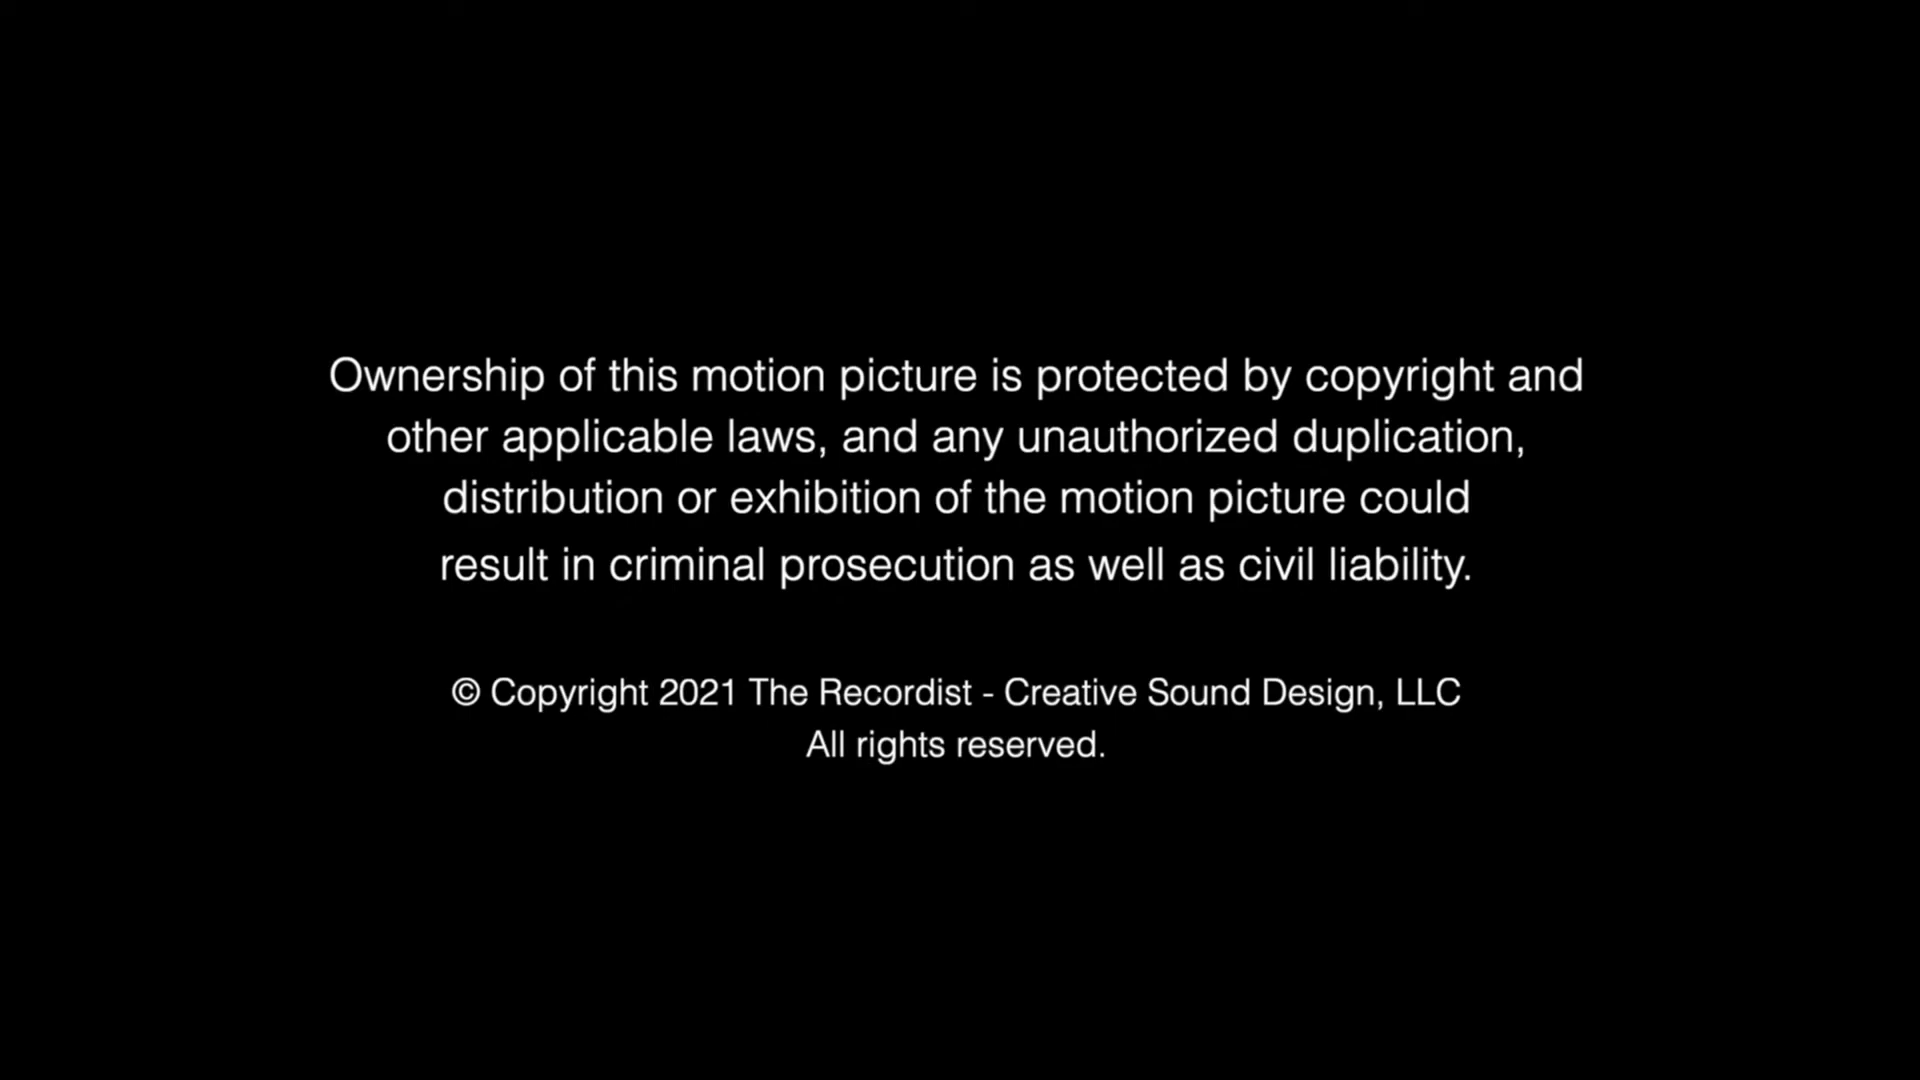 Ownership of this motion picture is protected by copyright and
other applicable laws, and any unauthorized duplication,
distribution or exhibition of the motion picture could
result in criminal prosecution as well as civil liability.
© Copyright 2021 The Recordist - Creative Sound Design, LLC
All rights reserved.